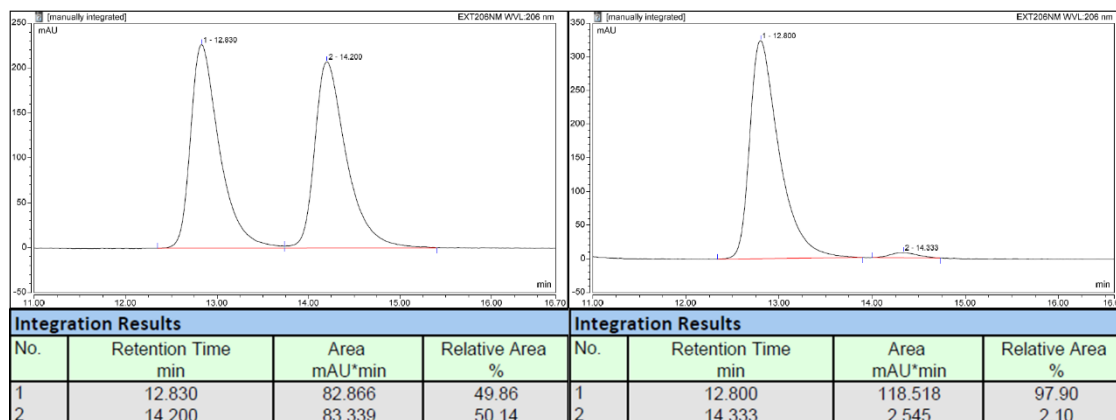 [manually integrated] EXT206NM WVL:206 nm
mAU
250
200
150
100
50
0
1 - 12.830
2 - 14.200
min
11.00 12.00 13.00 14.00 15.00 16.00 16.70
Integration Results
No. Retention Time Area Relative Area
min mAU*min %
1 12.830 82.866 49.86
2 14.200 83.339 50.14
[manually integrated] EXT206NM WVL:206 nm
mAU
350
300
250
200
150
100
50
0
1 - 12.800
2 - 14.333
min
11.00 12.00 13.00 14.00 15.00 16.00 16.70
Integration Results
No. Retention Time Area Relative Area
min mAU*min %
1 12.800 118.518 97.90
2 14.333 2.545 2.10